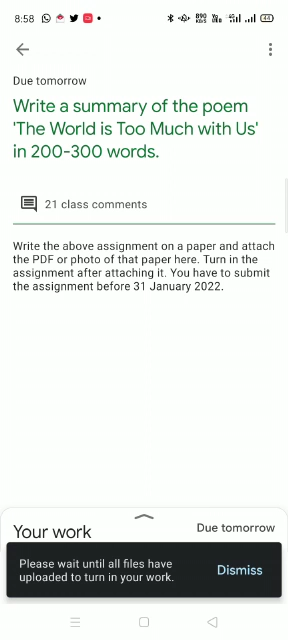 8:58
890 KB/S
44
Due tomorrow
Write a summary of the poem
'The World is Too Much with Us'
in 200-300 words.
21 class comments
Write the above assignment on a paper and attach
the PDF or photo of that paper here. Turn in the
assignment after attaching it. You have to submit
the assignment before 31 January 2022.
Your work
Due tomorrow
Please wait until all files have
uploaded to turn in your work.
Dismiss